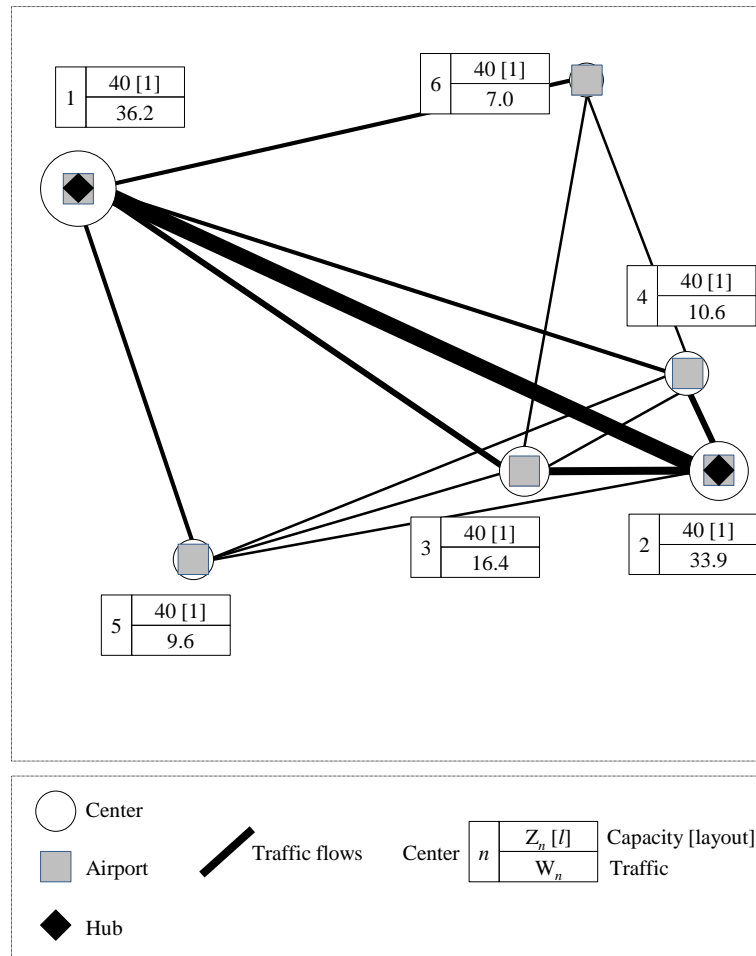 1 40 [1]
36.2
6 40 [1]
7.0
4 40 [1]
10.6
3 40 [1]
16.4
2 40 [1]
33.9
5 40 [1]
9.6
Center
Airport
Hub
Traffic flows
Center n Zn [l] Capacity [layout]
Wn Traffic